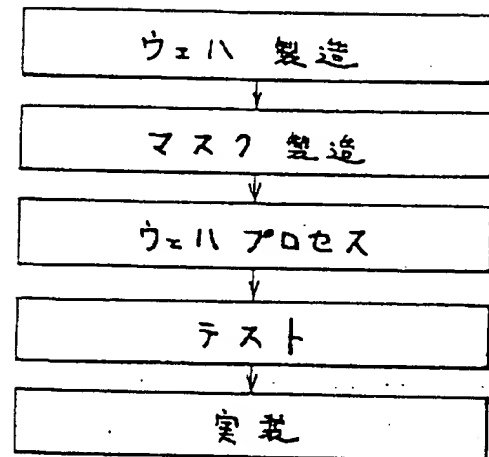 ウェハ 製造
マスク 製造
ウェハ プロセス
テスト
実装